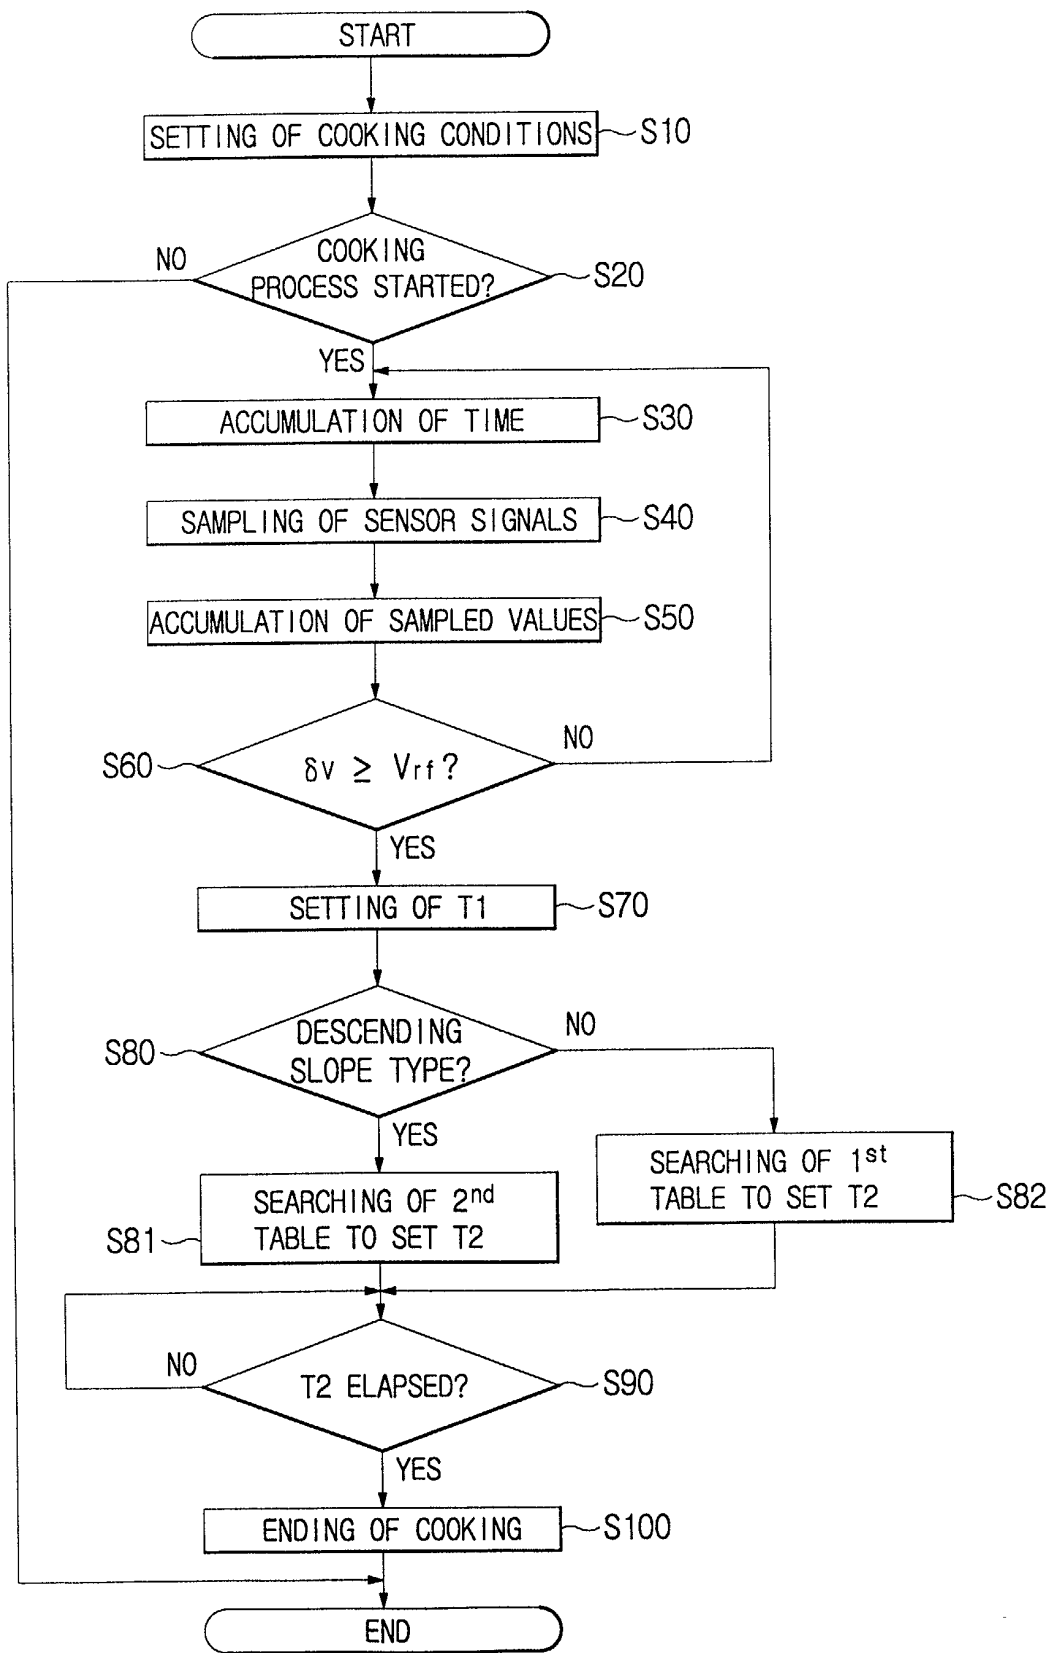 START
SETTING OF COOKING CONDITIONS
S10
COOKING
PROCESS STARTED?
NO
S20
YES
ACCUMULATION OF TIME
S30
SAMPLING OF SENSOR SIGNALS
S40
ACCUMULATION OF SAMPLED VALUES
S50
S60
δv ≥ Vrf?
NO
YES
SETTING OF T1
S70
S80
DESCENDING
SLOPE TYPE?
NO
YES
SEARCHING OF 1st
TABLE TO SET T2
S82
SEARCHING OF 2nd
TABLE TO SET T2
S81
NO
T2 ELAPSED?
S90
YES
ENDING OF COOKING
S100
END